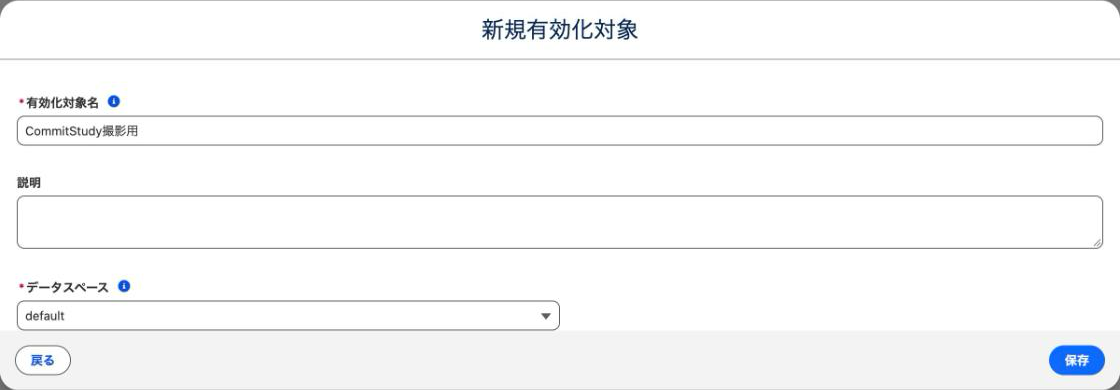 新規有効化対象
*有効化対象名
CommitStudy撮影用
説明
*データスペース
default
戻る
保存